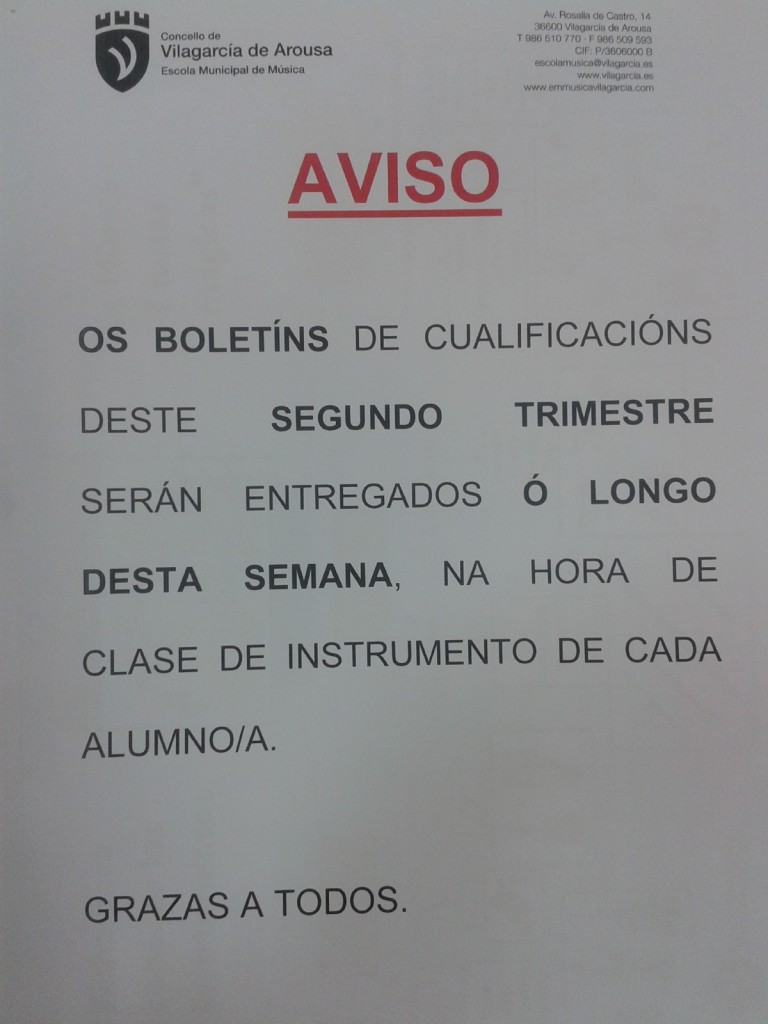 Concello de
Vilagarcía de Arousa
Escola Municipal de Música
Av. Rosalía de Castro, 14
36600 Vilagarcía de Arousa
T 986 510 770 - F 986 509 593
CIF: P/3606000 B
escolamusica@vilagarcia.es
www.vilagarcia.es
www.emmusicavilagarcia.com
AVISO
OS BOLETÍNS DE CUALIFICACIÓNS
DESTE SEGUNDO TRIMESTRE
SERÁN ENTREGADOS Ó LONGO
DESTA SEMANA, NA HORA DE
CLASE DE INSTRUMENTO DE CADA
ALUMNO/A.
GRAZAS A TODOS.